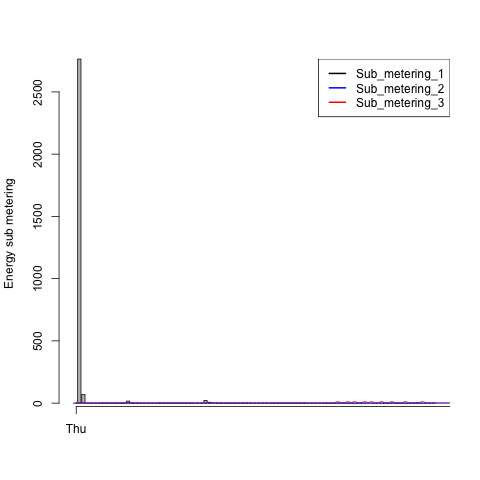 Sub_metering_1
Sub_metering_2
Sub_metering_3
Energy sub metering
2500
2000
1500
1000
500
0
Thu